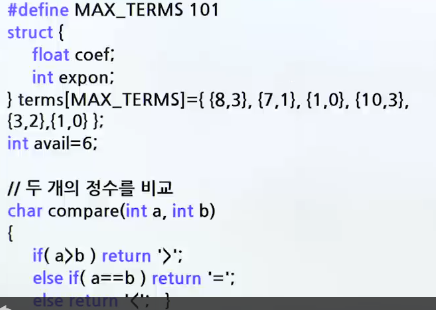 #define MAX_TERMS 101
struct {
float coef;
int expon;
} terms[MAX_TERMS]={ {8,3}, {7,1}, {1,0}, {10,3},
{3,2},{1,0} };
int avail=6;
// 두 개의 정수를 비교
char compare(int a, int b)
{
if( a>b ) return '>';
else if( a==b ) return '=';
else return '<'; }